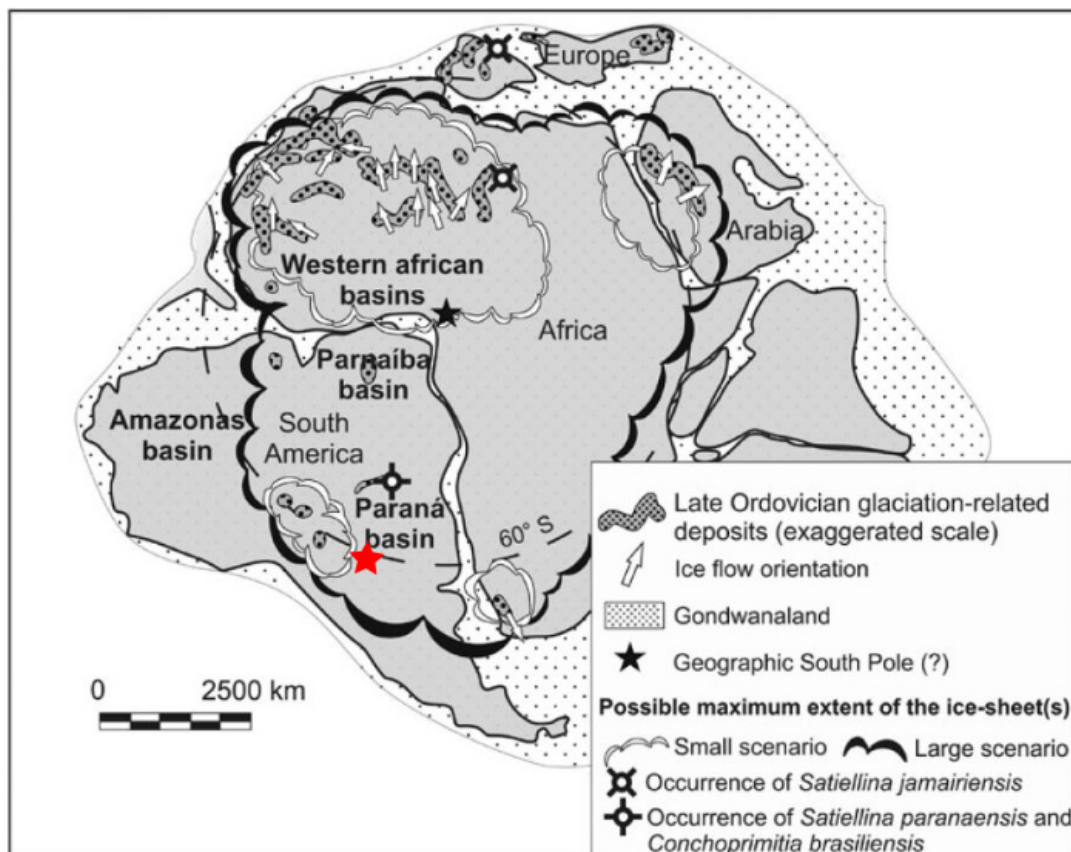 Europe
Arabia
Western african
basins
Africa
Parnaíba
basin
Amazonas
basin
South
America
Paraná
basin
60° S
0 2500 km
Late Ordovician glaciation-related
deposits (exaggerated scale)
Ice flow orientation
Gondwanaland
Geographic South Pole (?)
Possible maximum extent of the ice-sheet(s)
Small scenario Large scenario
Occurrence of Satiellina jamairiensis
Occurrence of Satiellina paranaensis and
Conchoprimitia brasiliensis